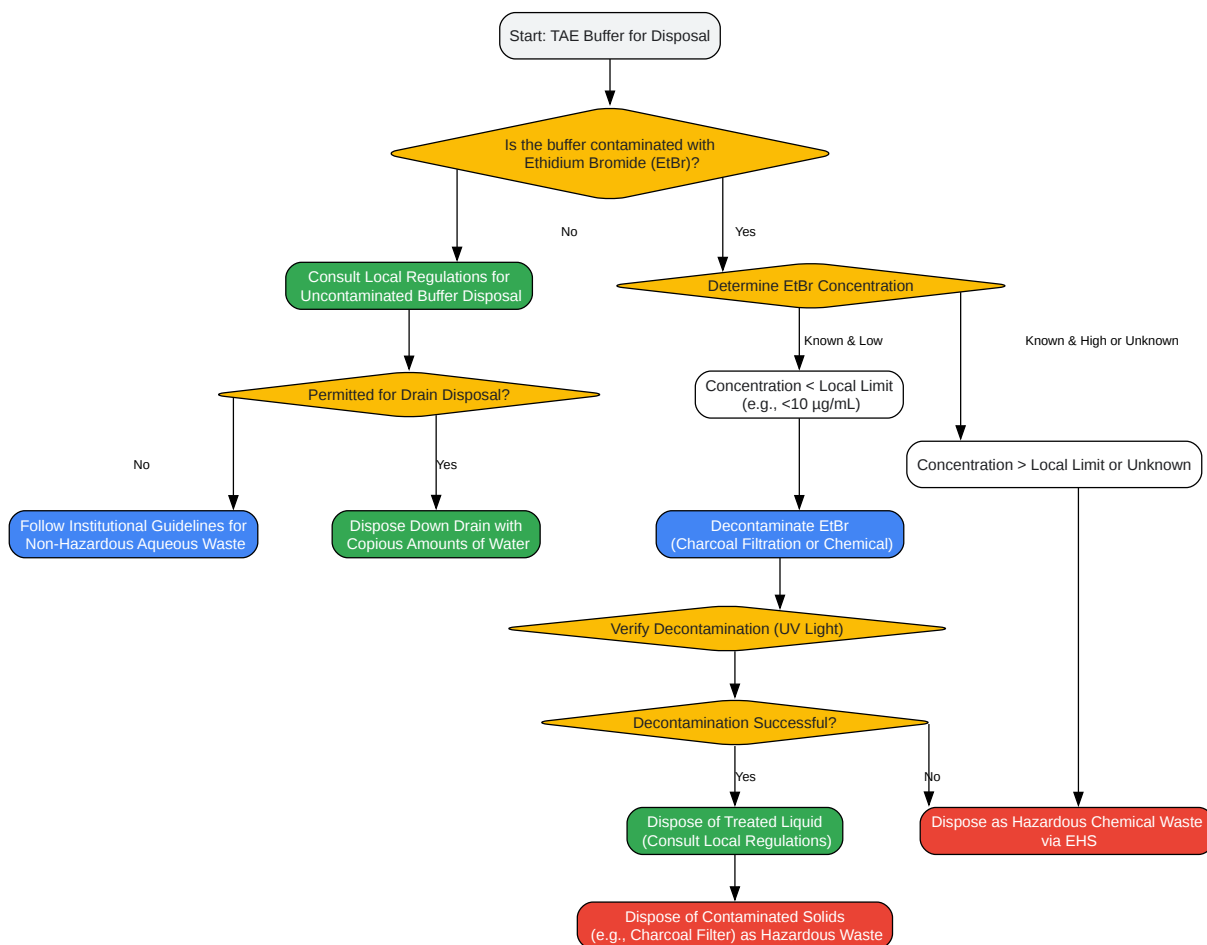 Start: TAE Buffer for Disposal
Is the buffer contaminated with
Ethidium Bromide (EtBr)?
No
Yes
Consult Local Regulations for
Uncontaminated Buffer Disposal
Determine EtBr Concentration
Known & Low
Known & High or Unknown
Permitted for Drain Disposal?
Concentration < Local Limit
(e.g., <10 µg/mL)
No
Yes
Concentration > Local Limit or Unknown
Follow Institutional Guidelines for
Non-Hazardous Aqueous Waste
Dispose Down Drain with
Copious Amounts of Water
Decontaminate EtBr
(Charcoal Filtration or Chemical)
Verify Decontamination (UV Light)
Decontamination Successful?
Yes
No
Dispose of Treated Liquid
(Consult Local Regulations)
Dispose as Hazardous Chemical Waste
via EHS
Dispose of Contaminated Solids
(e.g., Charcoal Filter) as Hazardous Waste